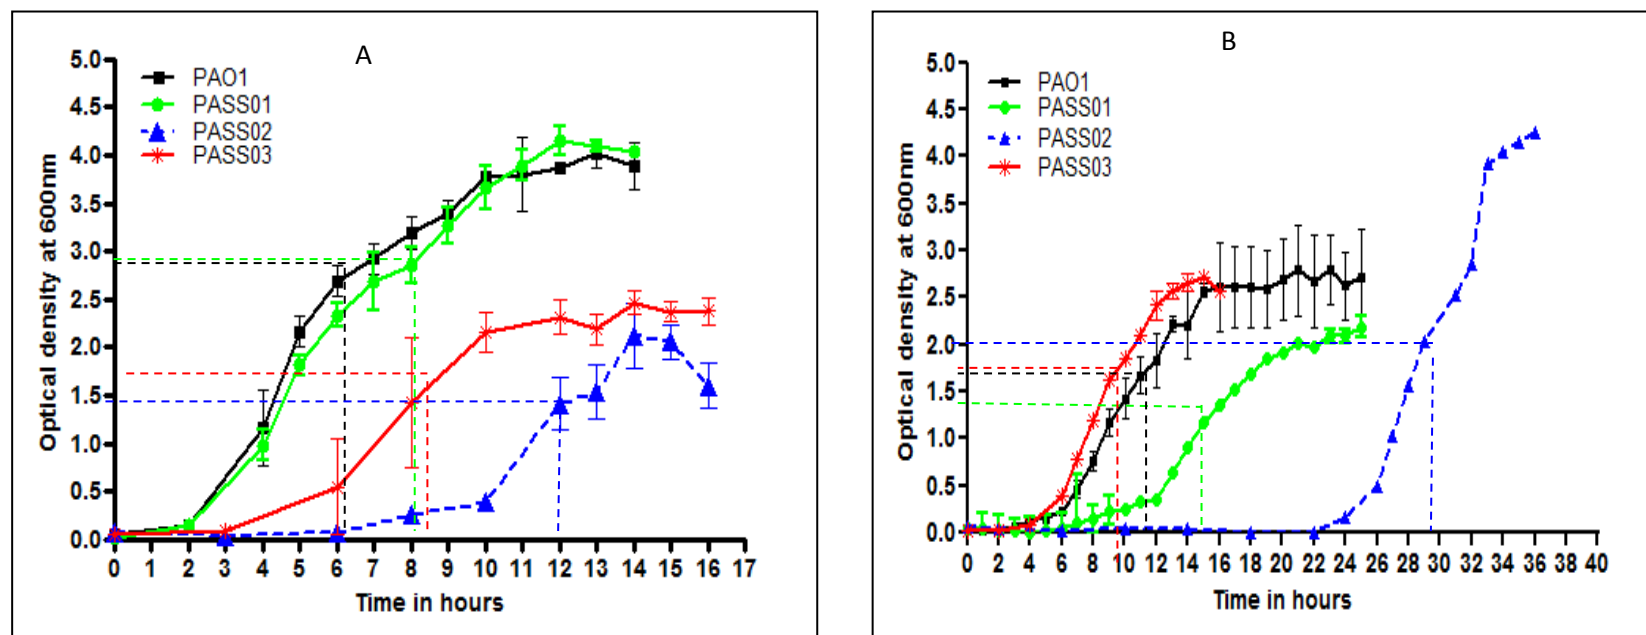 A
PAO1
PASS01
PASS02
PASS03
Optical density at 600nm
5.0
4.5
4.0
3.5
3.0
2.5
2.0
1.5
1.0
0.5
0.0
0 1 2 3 4 5 6 7 8 9 10 11 12 13 14 15 16 17
Time in hours
B
PAO1
PASS01
PASS02
PASS03
Optical density at 600nm
5.0
4.5
4.0
3.5
3.0
2.5
2.0
1.5
1.0
0.5
0.0
0 2 4 6 8 10 12 14 16 18 20 22 24 26 28 30 32 34 36 38 40
Time in hours